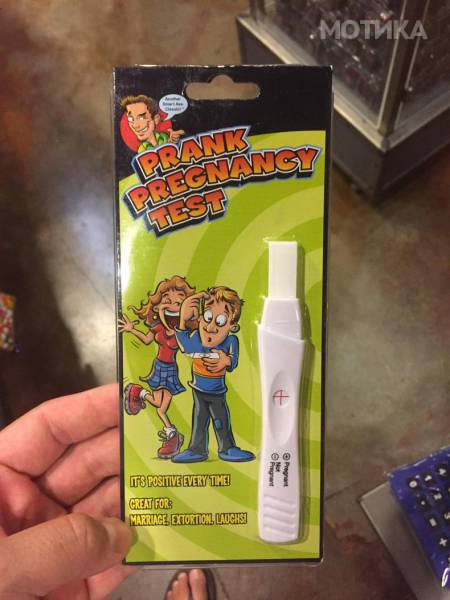 МОТИКА
Another
Smart Ass
Classic!
PRANK
PREGNANCY
TEST
Pregnant
Not
Pregnant
IT'S POSITIVE EVERY TIME!
GREAT FOR:
MARRIAGE, EXTORTION, LAUGHS!